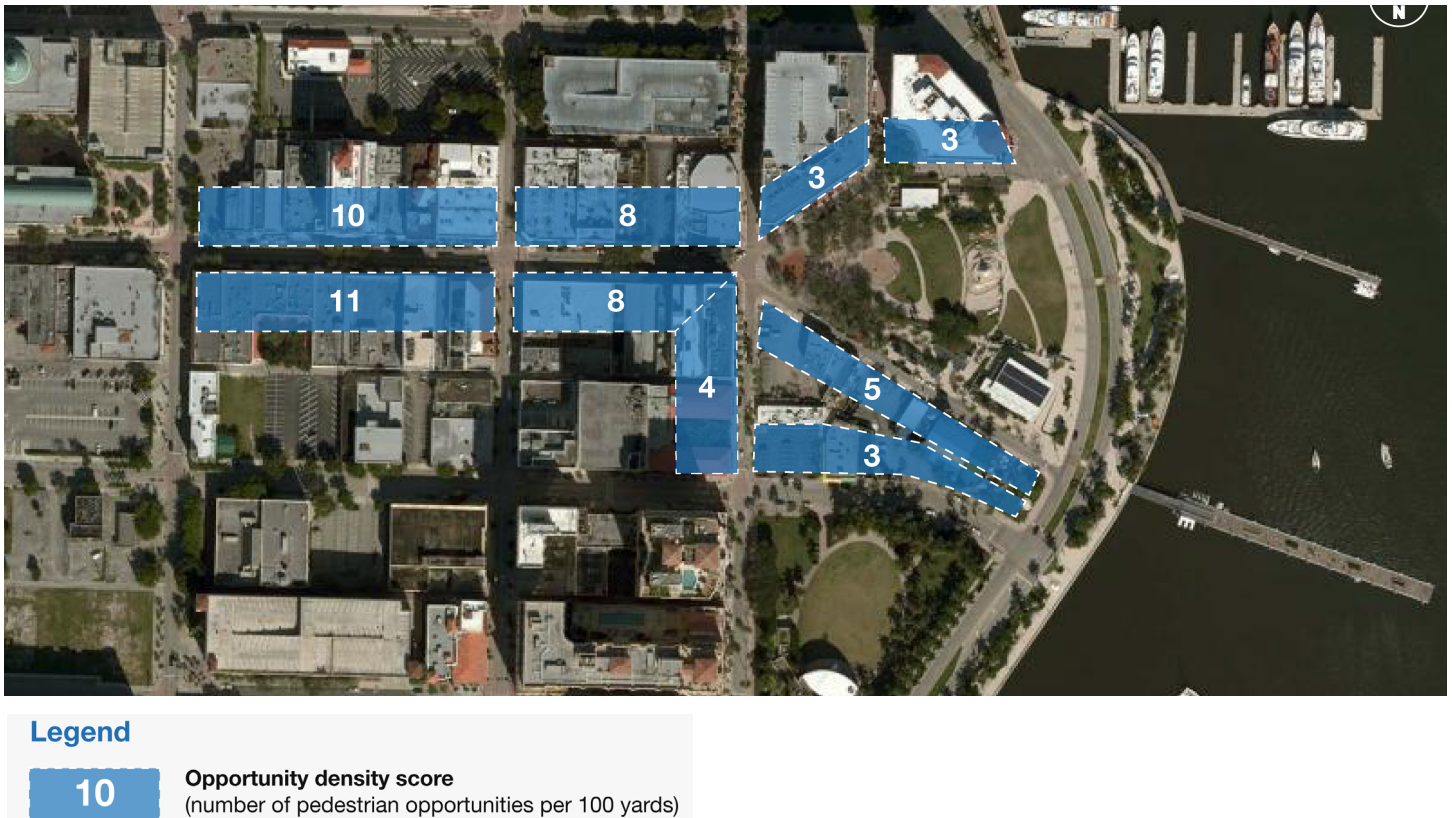 N
3
3
10
8
11
8
4
5
3
Legend
10
Opportunity density score
(number of pedestrian opportunities per 100 yards)